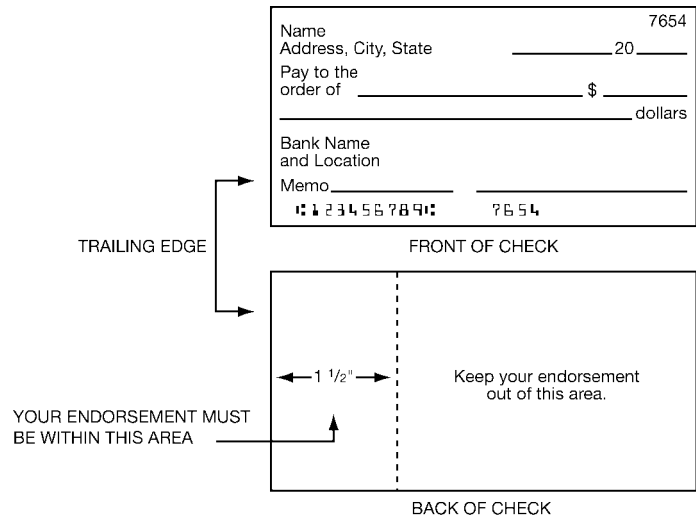 7654
Name
Address, City, State 20
Pay to the
order of $
dollars
Bank Name
and Location
Memo
⑆123456789⑆ 7654
TRAILING EDGE
FRONT OF CHECK
1 1/2"
Keep your endorsement
out of this area.
YOUR ENDORSEMENT MUST
BE WITHIN THIS AREA
BACK OF CHECK